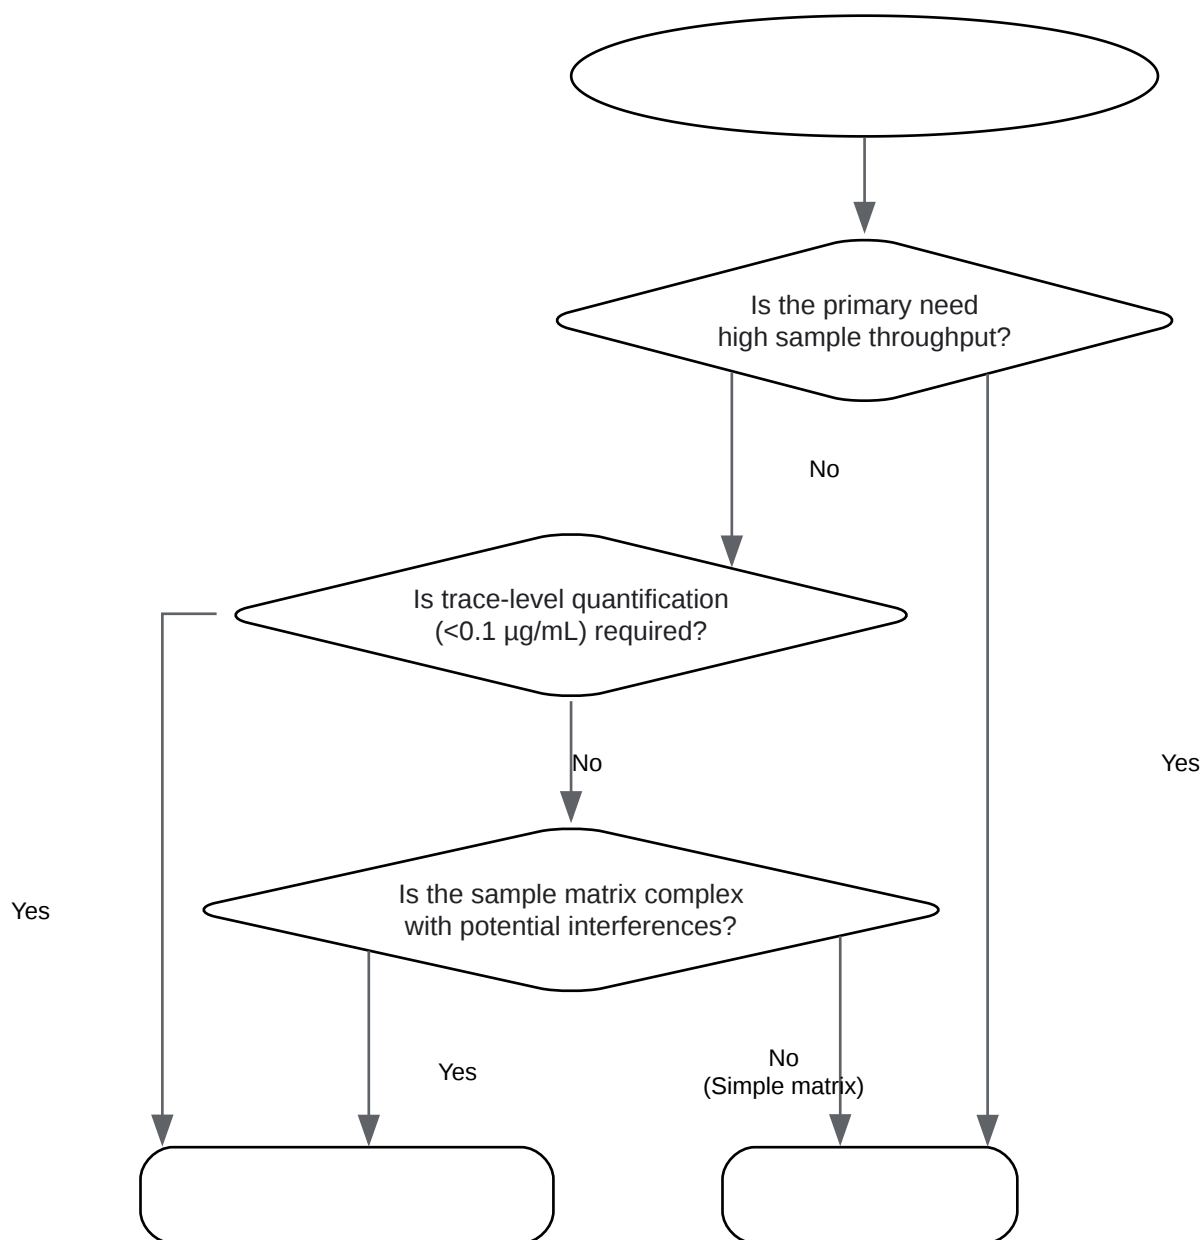 Is the primary need
high sample throughput?
No
Is trace-level quantification
(<0.1 µg/mL) required?
No
Yes
Is the sample matrix complex
with potential interferences?
Yes
Yes
No
(Simple matrix)